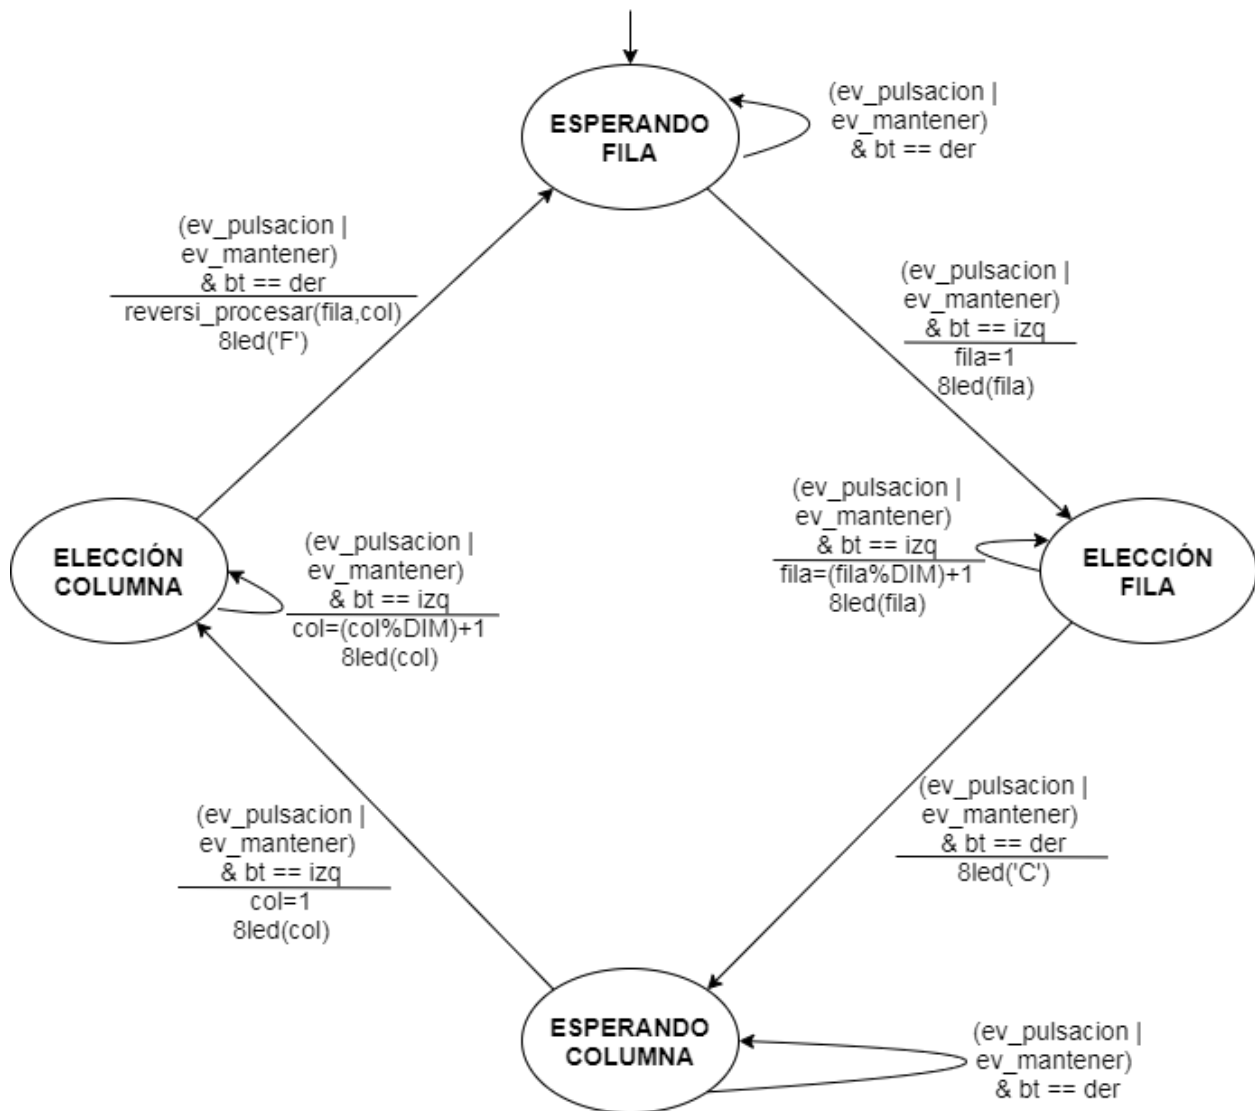 ESPERANDO
FILA
(ev_pulsacion |
ev_mantener)
& bt == der
(ev_pulsacion |
ev_mantener)
& bt == der
reversi_procesar(fila,col)
8led('F')
(ev_pulsacion |
ev_mantener)
& bt == izq
fila=1
8led(fila)
ELECCIÓN
COLUMNA
(ev_pulsacion |
ev_mantener)
& bt == izq
col=(col%DIM)+1
8led(col)
(ev_pulsacion |
ev_mantener)
& bt == izq
fila=(fila%DIM)+1
8led(fila)
ELECCIÓN
FILA
(ev_pulsacion |
ev_mantener)
& bt == izq
col=1
8led(col)
(ev_pulsacion |
ev_mantener)
& bt == der
8led('C')
ESPERANDO
COLUMNA
(ev_pulsacion |
ev_mantener)
& bt == der